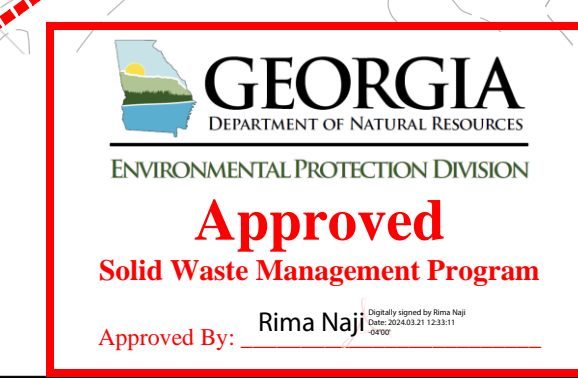 GEORGIA
DEPARTMENT OF NATURAL RESOURCES
ENVIRONMENTAL PROTECTION DIVISION
Approved
Solid Waste Management Program
Approved By: Rima Naji
Digitally signed by Rima Naji
Date: 2024.03.21 12:33:11
-04'00'